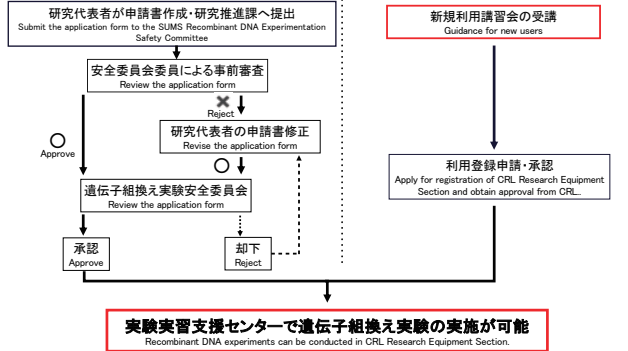 研究代表者が申請書作成・研究推進課へ提出
Submit the application form to the SUMS Recombinant DNA Experimentation
Safety Committee
安全委員会委員による事前審査
Review the application form
Reject
Approve
研究代表者の申請書修正
Revise the application form
遺伝子組換え実験安全委員会
Review the application form
承認
Approve
却下
Reject
新規利用講習会の受講
Guidance for new users
利用登録申請・承認
Apply for registration of CRL Research Equipment
Section and obtain approval from CRL.
実験実習支援センターで遺伝子組換え実験の実施が可能
Recombinant DNA experiments can be conducted in CRL Research Equipment Section.